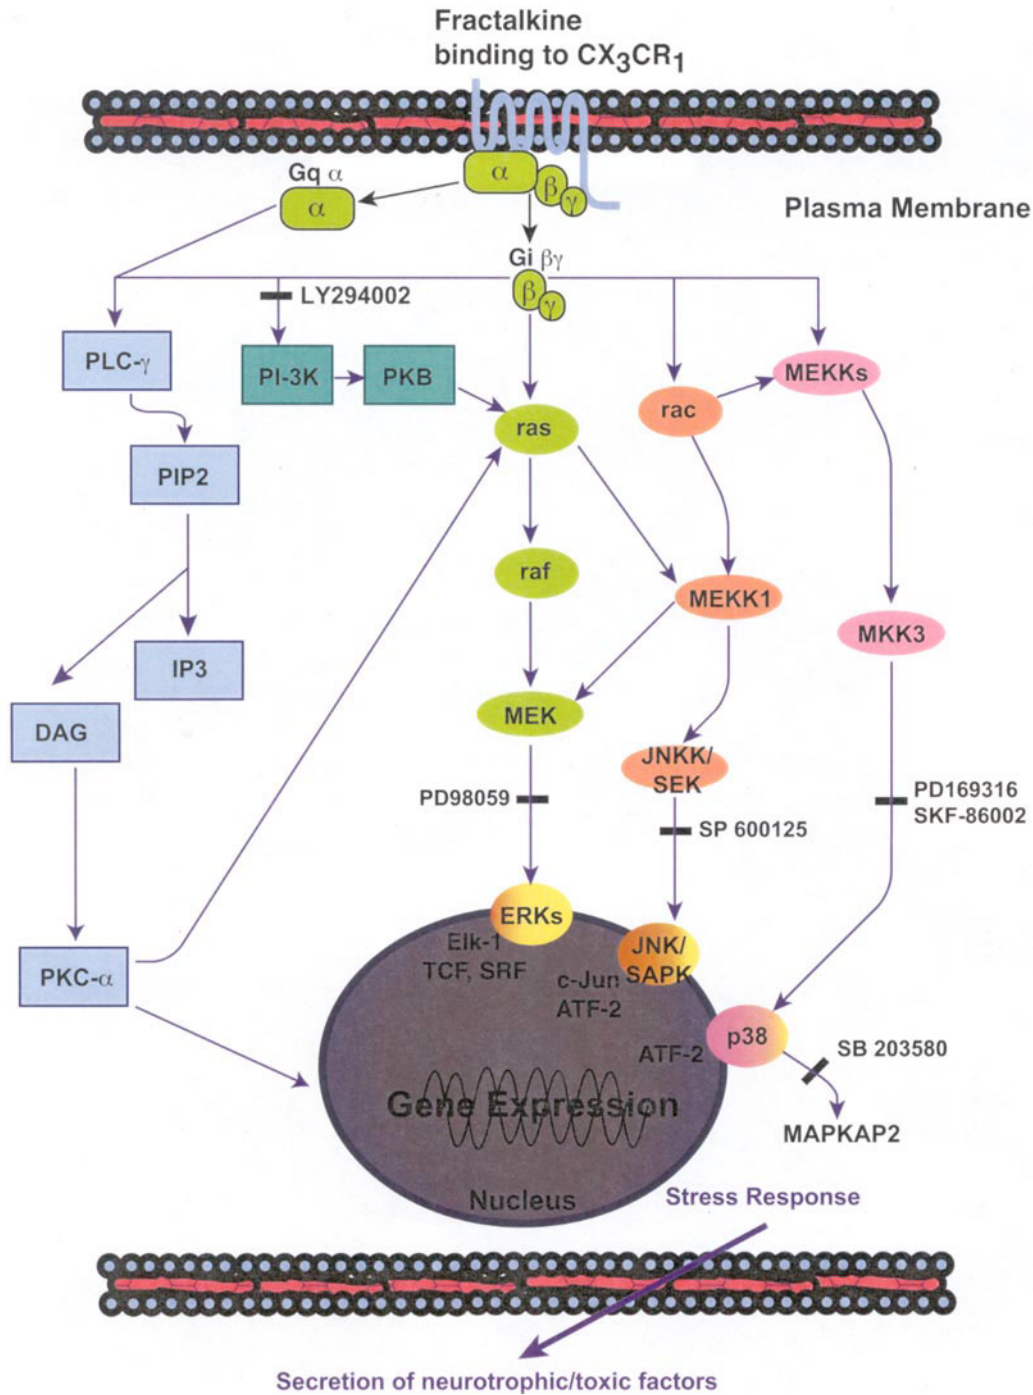 Fractalkine
binding to CX3CR1
Gq α
α
α
β
γ
Plasma Membrane
Gi βγ
β
γ
LY294002
PLC-γ
PI-3K
PKB
MEKKs
rac
ras
PIP2
raf
MEKK1
MKK3
IP3
MEK
DAG
JNKK/
SEK
PD98059
PD169316
SKF-86002
SP 600125
ERKs
Elk-1
TCF, SRF
JNK/
SAPK
c-Jun
ATF-2
PKC-α
p38
ATF-2
SB 203580
Gene Expression
MAPKAP2
Nucleus
Stress Response
Secretion of neurotrophic/toxic factors